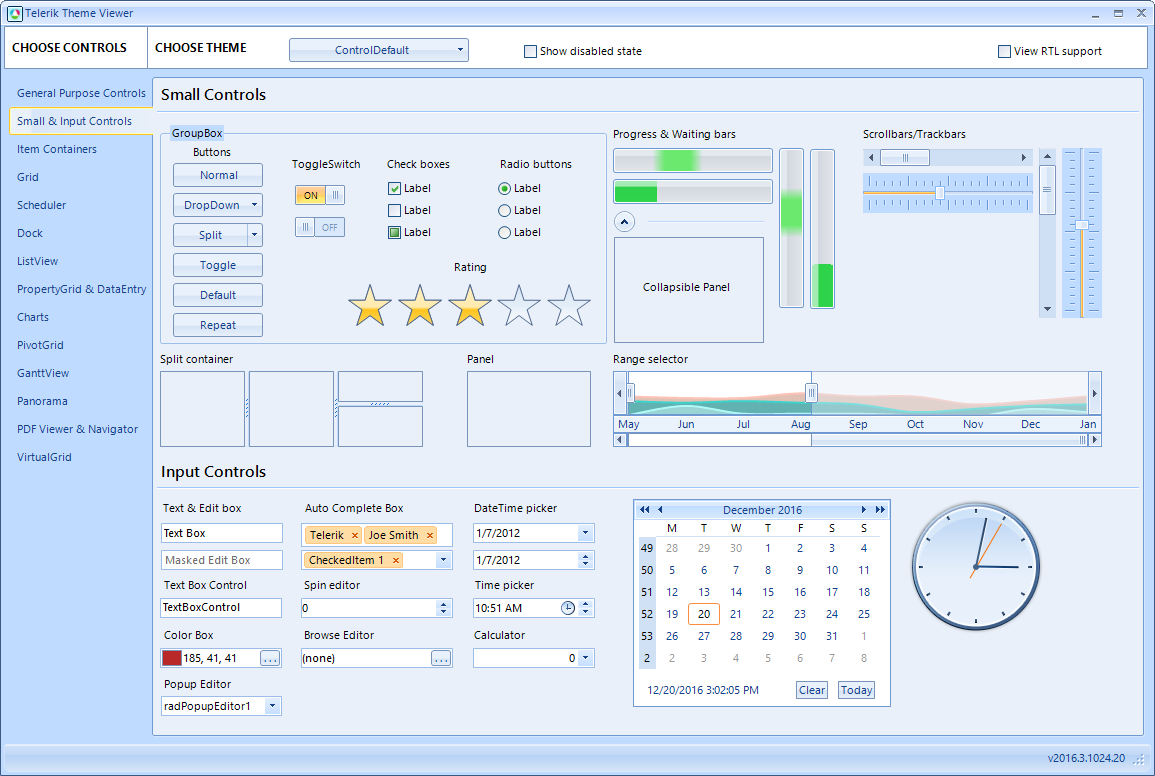 Telerik Theme Viewer
CHOOSE CONTROLS
CHOOSE THEME
ControlDefault
Show disabled state
View RTL support
General Purpose Controls
Small & Input Controls
Item Containers
Grid
Scheduler
Dock
ListView
PropertyGrid & DataEntry
Charts
PivotGrid
GanttView
Panorama
PDF Viewer & Navigator
VirtualGrid
Small Controls
GroupBox
Buttons
Normal
DropDown
Split
Toggle
Default
Repeat
ToggleSwitch
ON
OFF
Check boxes
Label
Label
Label
Radio buttons
Label
Label
Label
Rating
Progress & Waiting bars
Collapsible Panel
Scrollbars/Trackbars
Split container
Panel
Range selector
May Jun Jul Aug Sep Oct Nov Dec Jan
Input Controls
Text & Edit box
Text Box
Masked Edit Box
Text Box Control
TextBoxControl
Color Box
185, 41, 41
...
Popup Editor
radPopupEditor1
Auto Complete Box
Telerik × Joe Smith ×
CheckedItem 1 ×
Spin editor
0
Browse Editor
(none)
...
DateTime picker
1/7/2012
1/7/2012
Time picker
10:51 AM
Calculator
0
December 2016
M T W T F S S
49 28 29 30 1 2 3 4
50 5 6 7 8 9 10 11
51 12 13 14 15 16 17 18
52 19 20 21 22 23 24 25
53 26 27 28 29 30 31 1
2 2 3 4 5 6 7 8
12/20/2016 3:02:05 PM
Clear
Today
v2016.3.1024.20